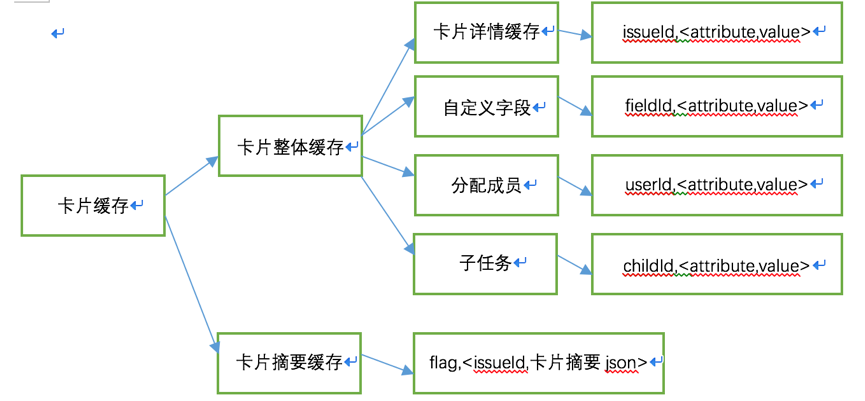 卡片详情缓存
issueId,<attribute,value>
自定义字段
fieldId,<attribute,value>
卡片整体缓存
分配成员
userId,<attribute,value>
卡片缓存
子任务
childId,<attribute,value>
卡片摘要缓存
flag,<issueId,卡片摘要 json>